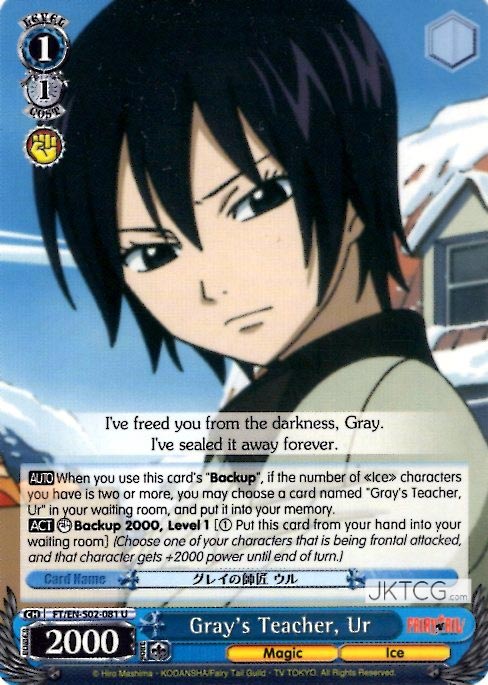 LEVEL
1
1
COST
I've freed you from the darkness, Gray.
I've sealed it away forever.
AUTO When you use this card's "Backup", if the number of «Ice» characters
you have is two or more, you may choose a card named "Gray's Teacher,
Ur" in your waiting room, and put it into your memory.
ACT Backup 2000, Level 1 [① Put this card from your hand into your
waiting room] (Choose one of your characters that is being frontal attacked,
and that character gets +2000 power until end of turn.)
Card Name グレイの師匠 ウル
JKTCG.com
CH FT/EN-S02-081 U
POWER 2000
Gray's Teacher, Ur
FAIRY TAIL
Magic Ice
© Hiro Mashima - KODANSHA/Fairy Tail Guild - TV TOKYO. All Rights Reserved.